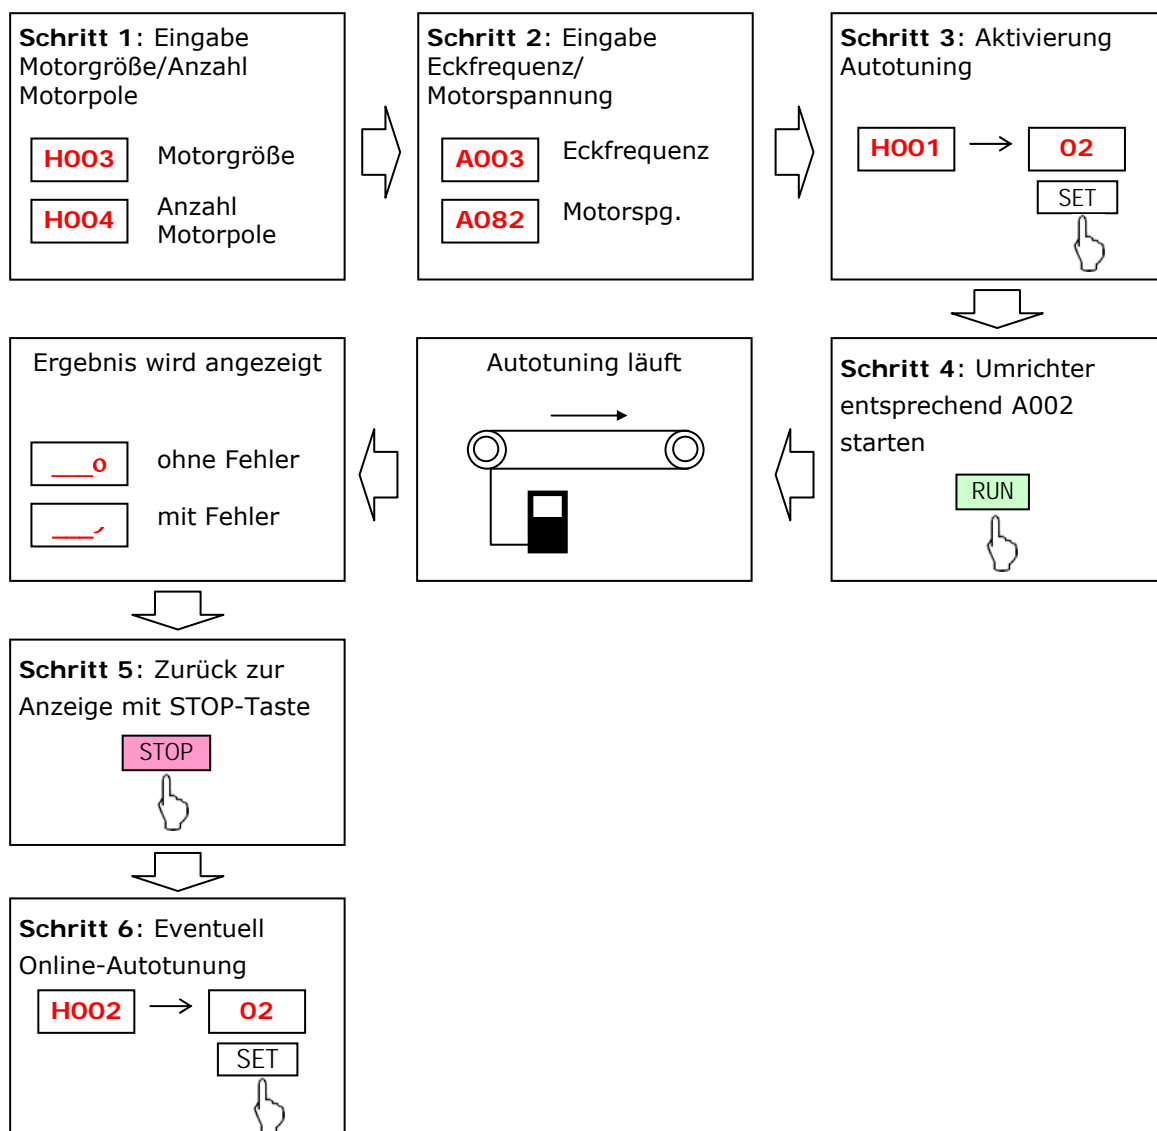 Schritt 1: Eingabe
Motorgröße/Anzahl
Motorpole
H003 Motorgröße
H004 Anzahl
Motorpole
Schritt 2: Eingabe
Eckfrequenz/
Motorspannung
A003 Eckfrequenz
A082 Motorspg.
Schritt 3: Aktivierung
Autotuning
H001 → 02
SET
Schritt 4: Umrichter
entsprechend A002
starten
RUN
Autotuning läuft
Ergebnis wird angezeigt
___o ohne Fehler
mit Fehler
Schritt 5: Zurück zur
Anzeige mit STOP-Taste
STOP
Schritt 6: Eventuell
Online-Autotunung
H002 → 02
SET